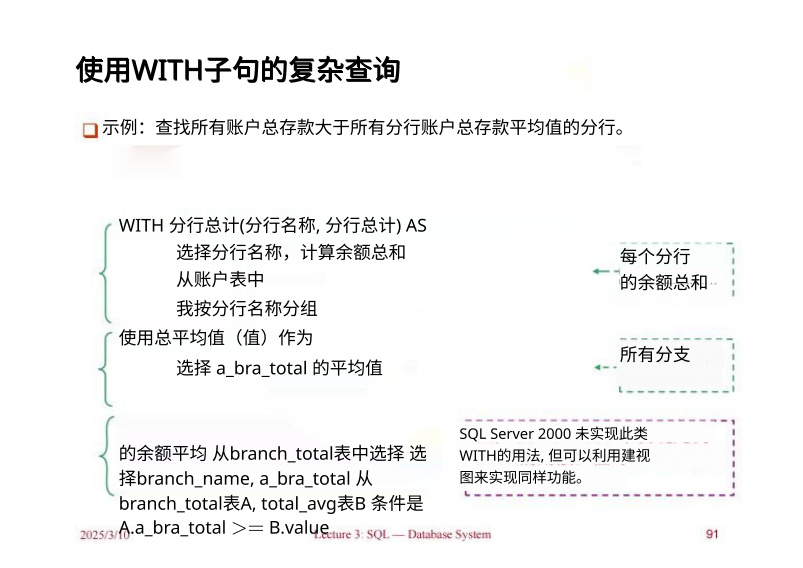 使用WITH子句的复杂查询
示例：查找所有账户总存款大于所有分行账户总存款平均值的分行。
WITH 分行总计(分行名称, 分行总计) AS
选择分行名称，计算余额总和
从账户表中
我按分行名称分组
使用总平均值（值）作为
选择 a_bra_total 的平均值
每个分行
的余额总和
所有分支
的余额平均 从branch_total表中选择 选
择branch_name, a_bra_total 从
branch_total表A, total_avg表B 条件是
A.a_bra_total >= B.value
SQL Server 2000 未实现此类
WITH的用法, 但可以利用建视
图来实现同样功能。
2025/3/10
Lecture 3: SQL — Database System
91